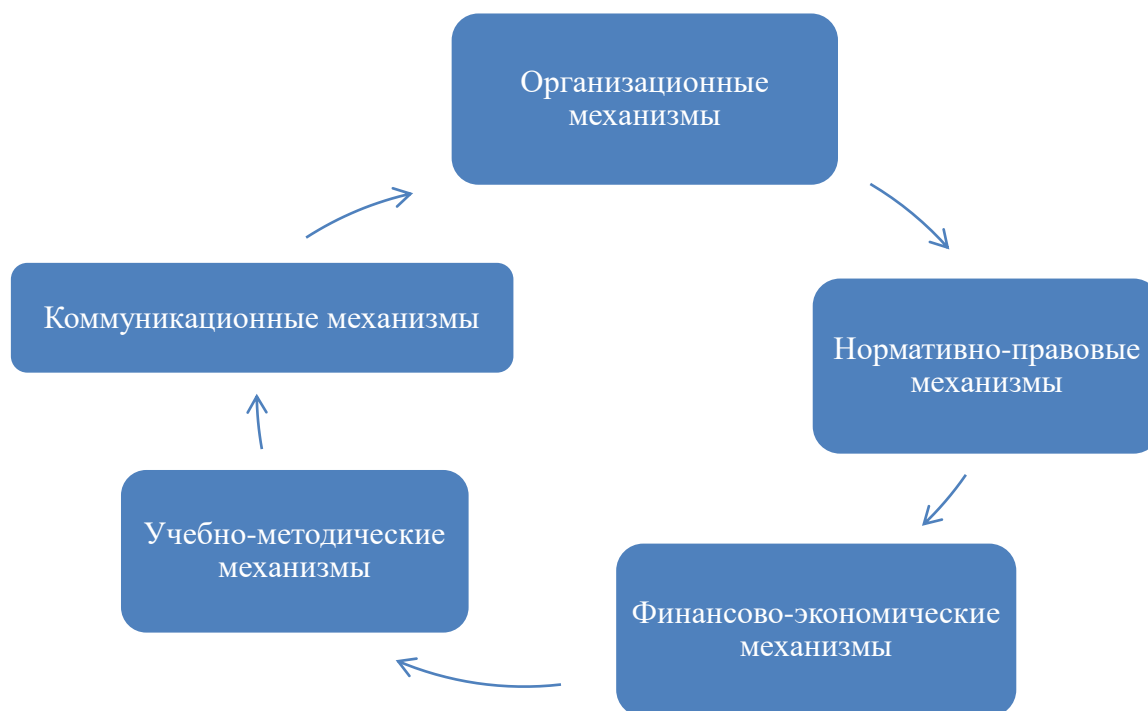 Организационные
механизмы
Коммуникационные механизмы
Нормативно-правовые
механизмы
Учебно-методические
механизмы
Финансово-экономические
механизмы